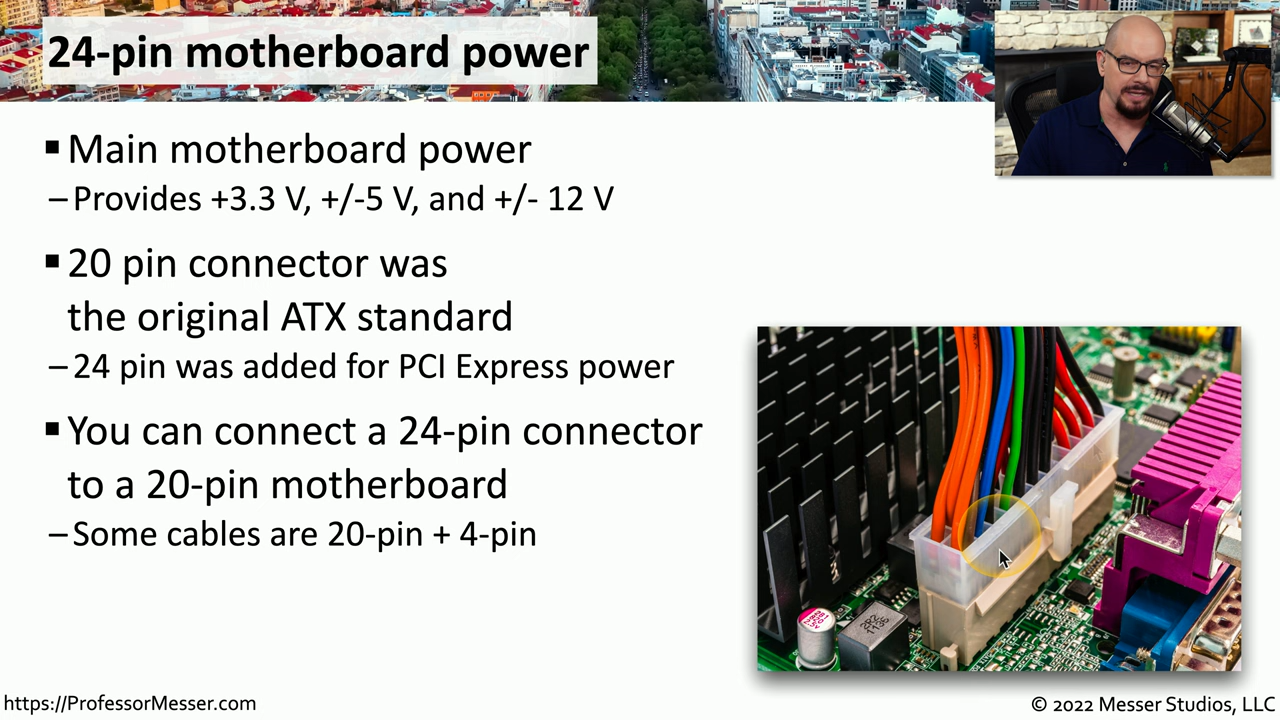 24-pin motherboard power
▪ Main motherboard power
– Provides +3.3 V, +/-5 V, and +/- 12 V
▪ 20 pin connector was
the original ATX standard
– 24 pin was added for PCI Express power
▪ You can connect a 24-pin connector
to a 20-pin motherboard
– Some cables are 20-pin + 4-pin
2R2
1135
https://ProfessorMesser.com
© 2022 Messer Studios, LLC